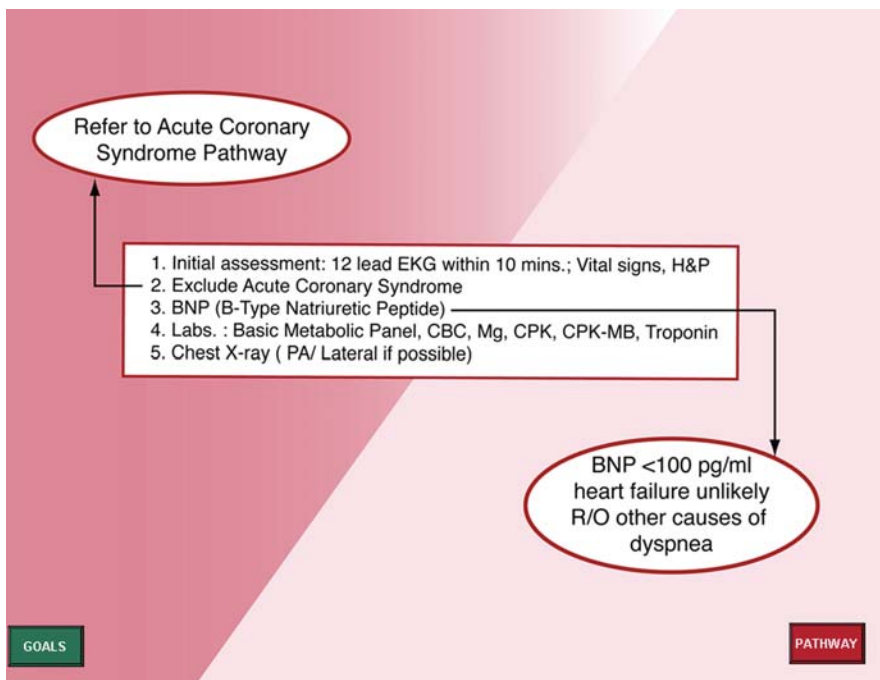 Refer to Acute Coronary
Syndrome Pathway
1. Initial assessment: 12 lead EKG within 10 mins.; Vital signs, H&P
2. Exclude Acute Coronary Syndrome
3. BNP (B-Type Natriuretic Peptide)
4. Labs. : Basic Metabolic Panel, CBC, Mg, CPK, CPK-MB, Troponin
5. Chest X-ray ( PA/ Lateral if possible)
BNP <100 pg/ml
heart failure unlikely
R/O other causes of
dyspnea
GOALS
PATHWAY